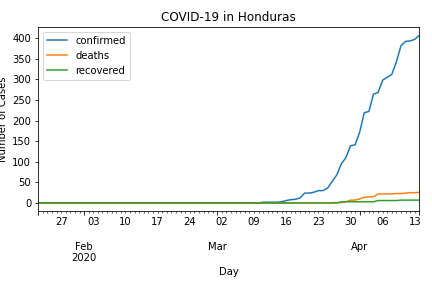 COVID-19 in Honduras
confirmed
deaths
recovered
400
350
300
250
200
150
100
50
0
Number of Cases
27 03 10 17 24 02 09 16 23 30 06 13
Feb Mar Apr
2020
Day